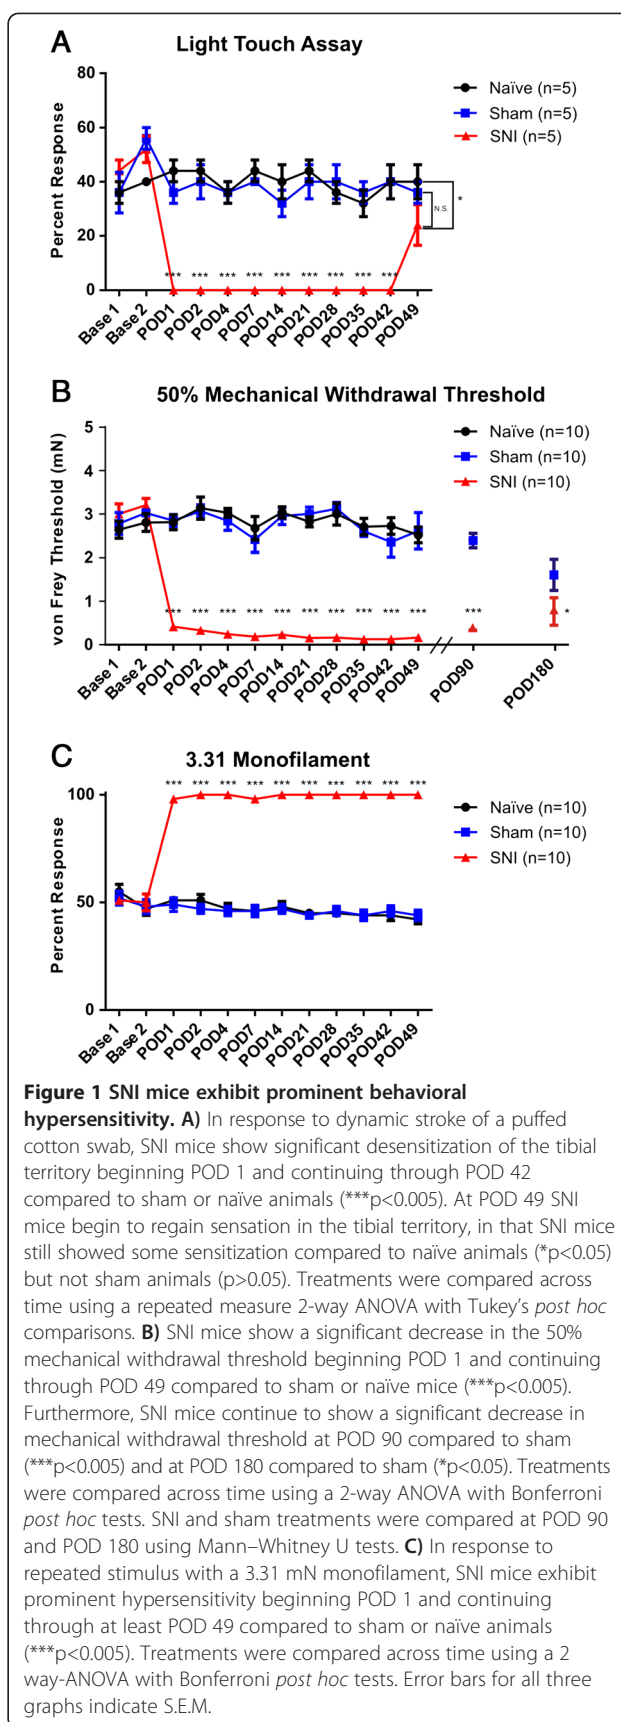 A
Light Touch Assay
Percent Response
80
60
40
20
0
Naïve (n=5)
Sham (n=5)
SNI (n=5)
*
N.S.
*** *** *** *** *** *** *** *** ***
Base1 Base2 POD1 POD2 POD4 POD7 POD14 POD21 POD28 POD35 POD42 POD49
B
50% Mechanical Withdrawal Threshold
von Frey Threshold (mN)
5
4
3
2
1
0
Naïve (n=10)
Sham (n=10)
SNI (n=10)
*** *** *** *** *** *** *** *** *** *** *** *
Base1 Base2 POD1 POD2 POD4 POD7 POD14 POD21 POD28 POD35 POD42 POD49 // POD90 POD180
C
3.31 Monofilament
Percent Response
100
50
0
*** *** *** *** *** *** *** *** *** ***
Naïve (n=10)
Sham (n=10)
SNI (n=10)
Base1 Base2 POD1 POD2 POD4 POD7 POD14 POD21 POD28 POD35 POD42 POD49
Figure 1 SNI mice exhibit prominent behavioral
hypersensitivity. A) In response to dynamic stroke of a puffed
cotton swab, SNI mice show significant desensitization of the tibial
territory beginning POD 1 and continuing through POD 42
compared to sham or naïve animals (***p<0.005). At POD 49 SNI
mice begin to regain sensation in the tibial territory, in that SNI mice
still showed some sensitization compared to naïve animals (*p<0.05)
but not sham animals (p>0.05). Treatments were compared across
time using a repeated measure 2-way ANOVA with Tukey's post hoc
comparisons. B) SNI mice show a significant decrease in the 50%
mechanical withdrawal threshold beginning POD 1 and continuing
through POD 49 compared to sham or naïve mice (***p<0.005).
Furthermore, SNI mice continue to show a significant decrease in
mechanical withdrawal threshold at POD 90 compared to sham
(***p<0.005) and at POD 180 compared to sham (*p<0.05). Treatments
were compared across time using a 2-way ANOVA with Bonferroni
post hoc tests. SNI and sham treatments were compared at POD 90
and POD 180 using Mann–Whitney U tests. C) In response to
repeated stimulus with a 3.31 mN monofilament, SNI mice exhibit
prominent hypersensitivity beginning POD 1 and continuing
through at least POD 49 compared to sham or naïve animals
(***p<0.005). Treatments were compared across time using a 2
way-ANOVA with Bonferroni post hoc tests. Error bars for all three
graphs indicate S.E.M.